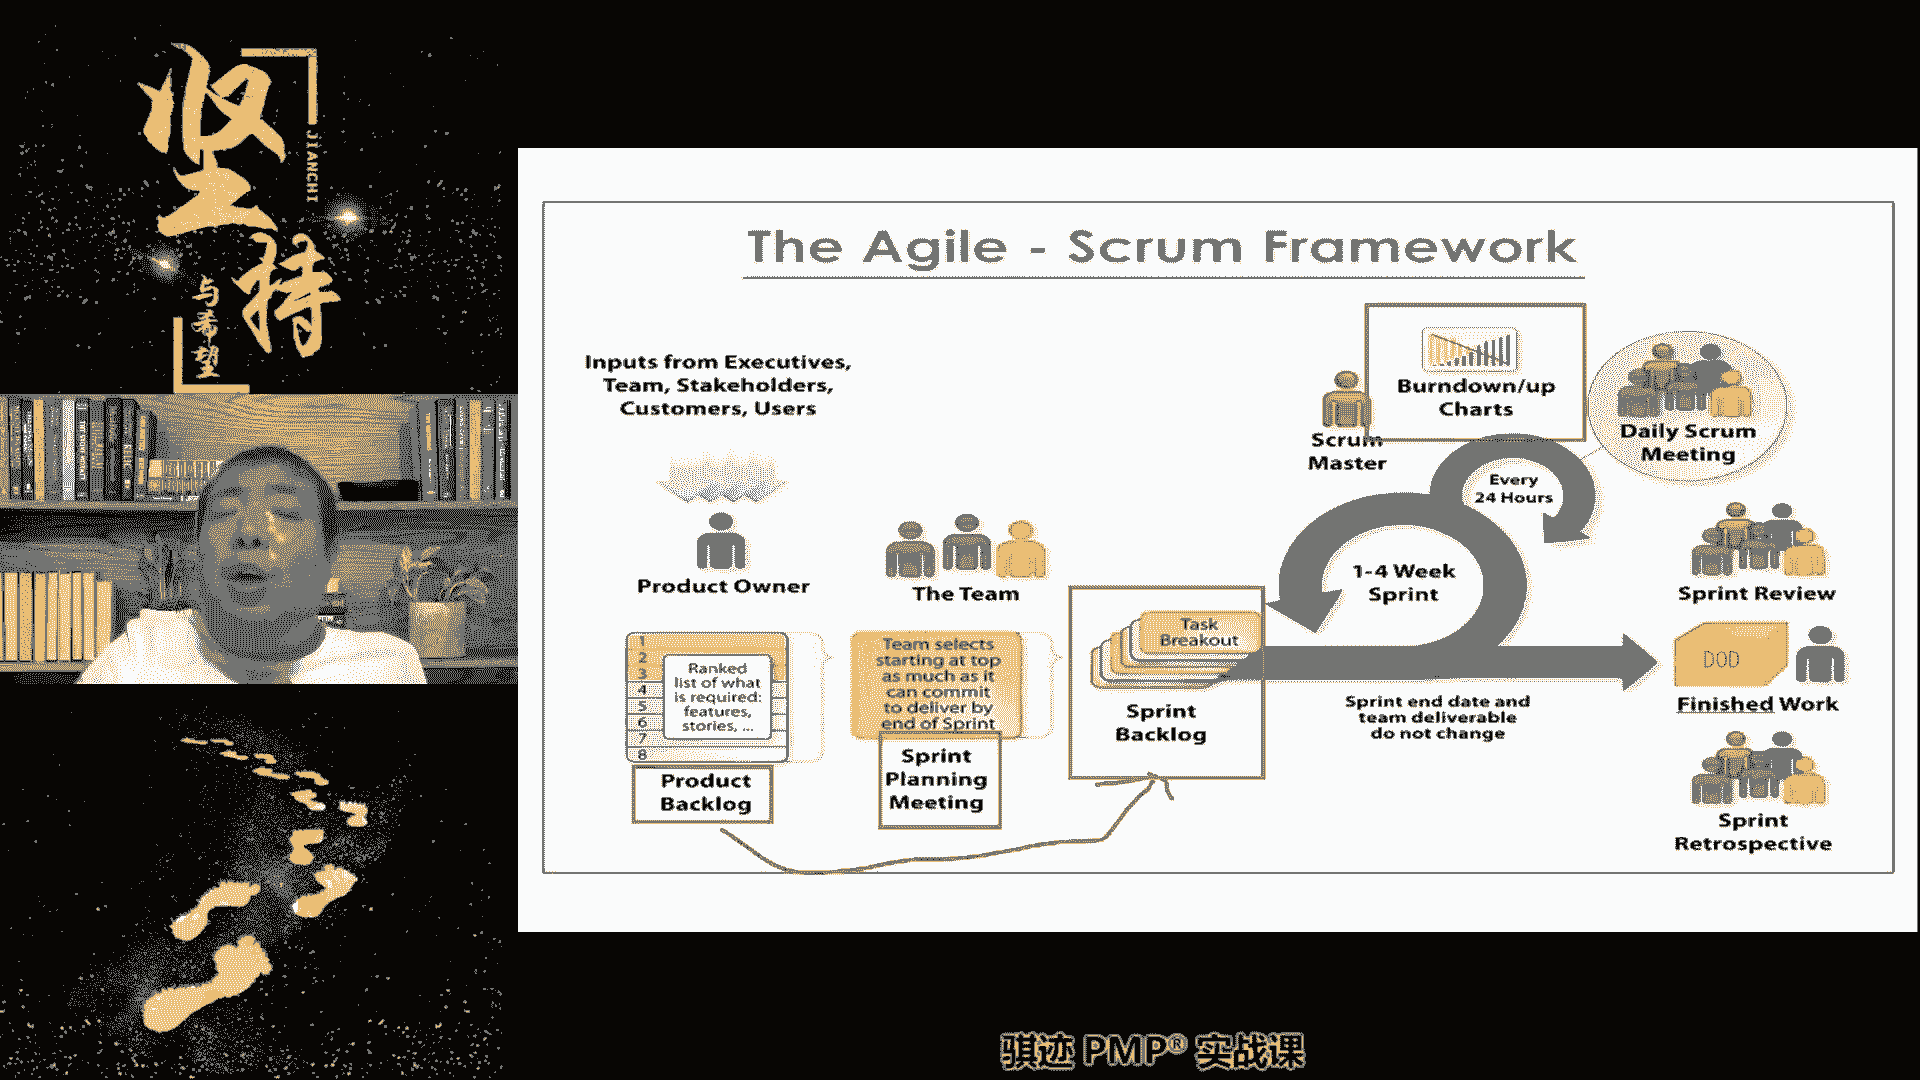 坚
持
JIANCHI
与希望
The Agile - Scrum Framework
Inputs from Executives,
Team, Stakeholders,
Customers, Users
Product Owner
The Team
1
2
3
4
5
6
7
8
Ranked
list of what
is required:
features,
stories, ...
Product
Backlog
Team selects
starting at top
as much as it
can commit
to deliver by
end of Sprint
Sprint
Planning
Meeting
Task
Breakout
Sprint
Backlog
Scrum
Master
Burndown/up
Charts
Every
24 Hours
1-4 Week
Sprint
Sprint end date and
team deliverable
do not change
Daily Scrum
Meeting
Sprint Review
DOD
Finished Work
Sprint
Retrospective
骐迹 PMP® 实战课